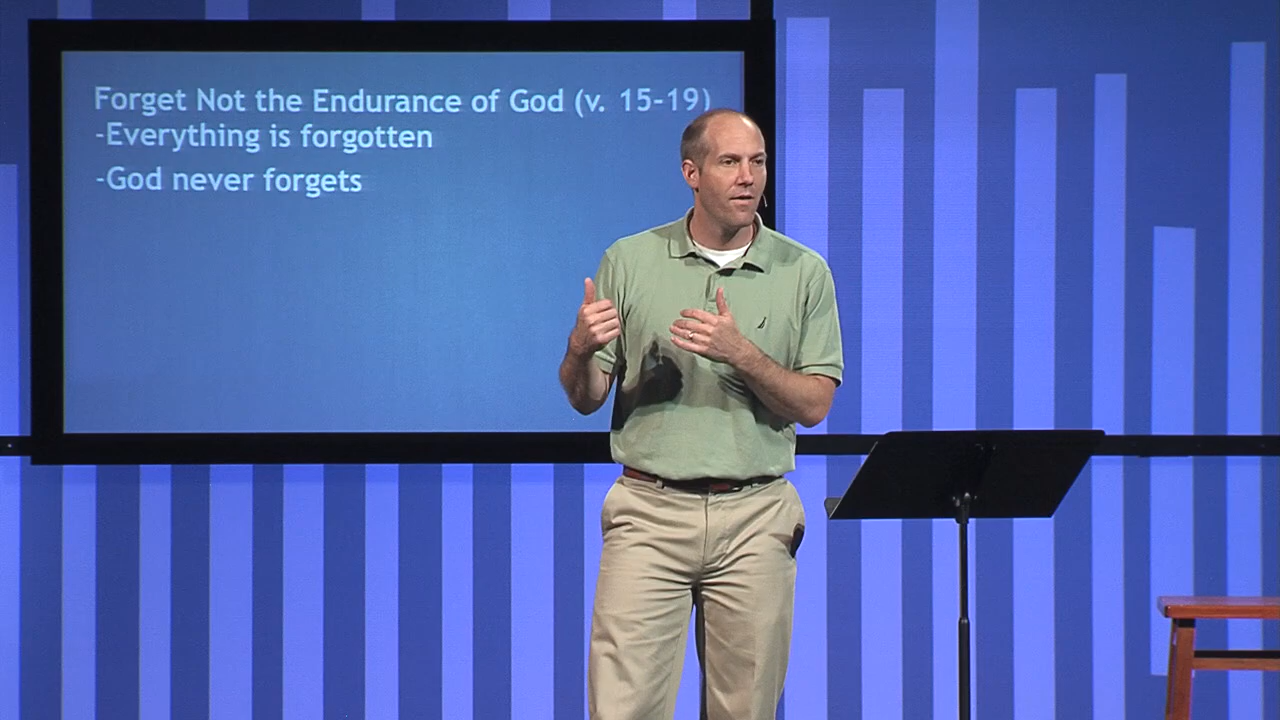 Forget Not the Endurance of God (v. 15-19)
-Everything is forgotten
-God never forgets